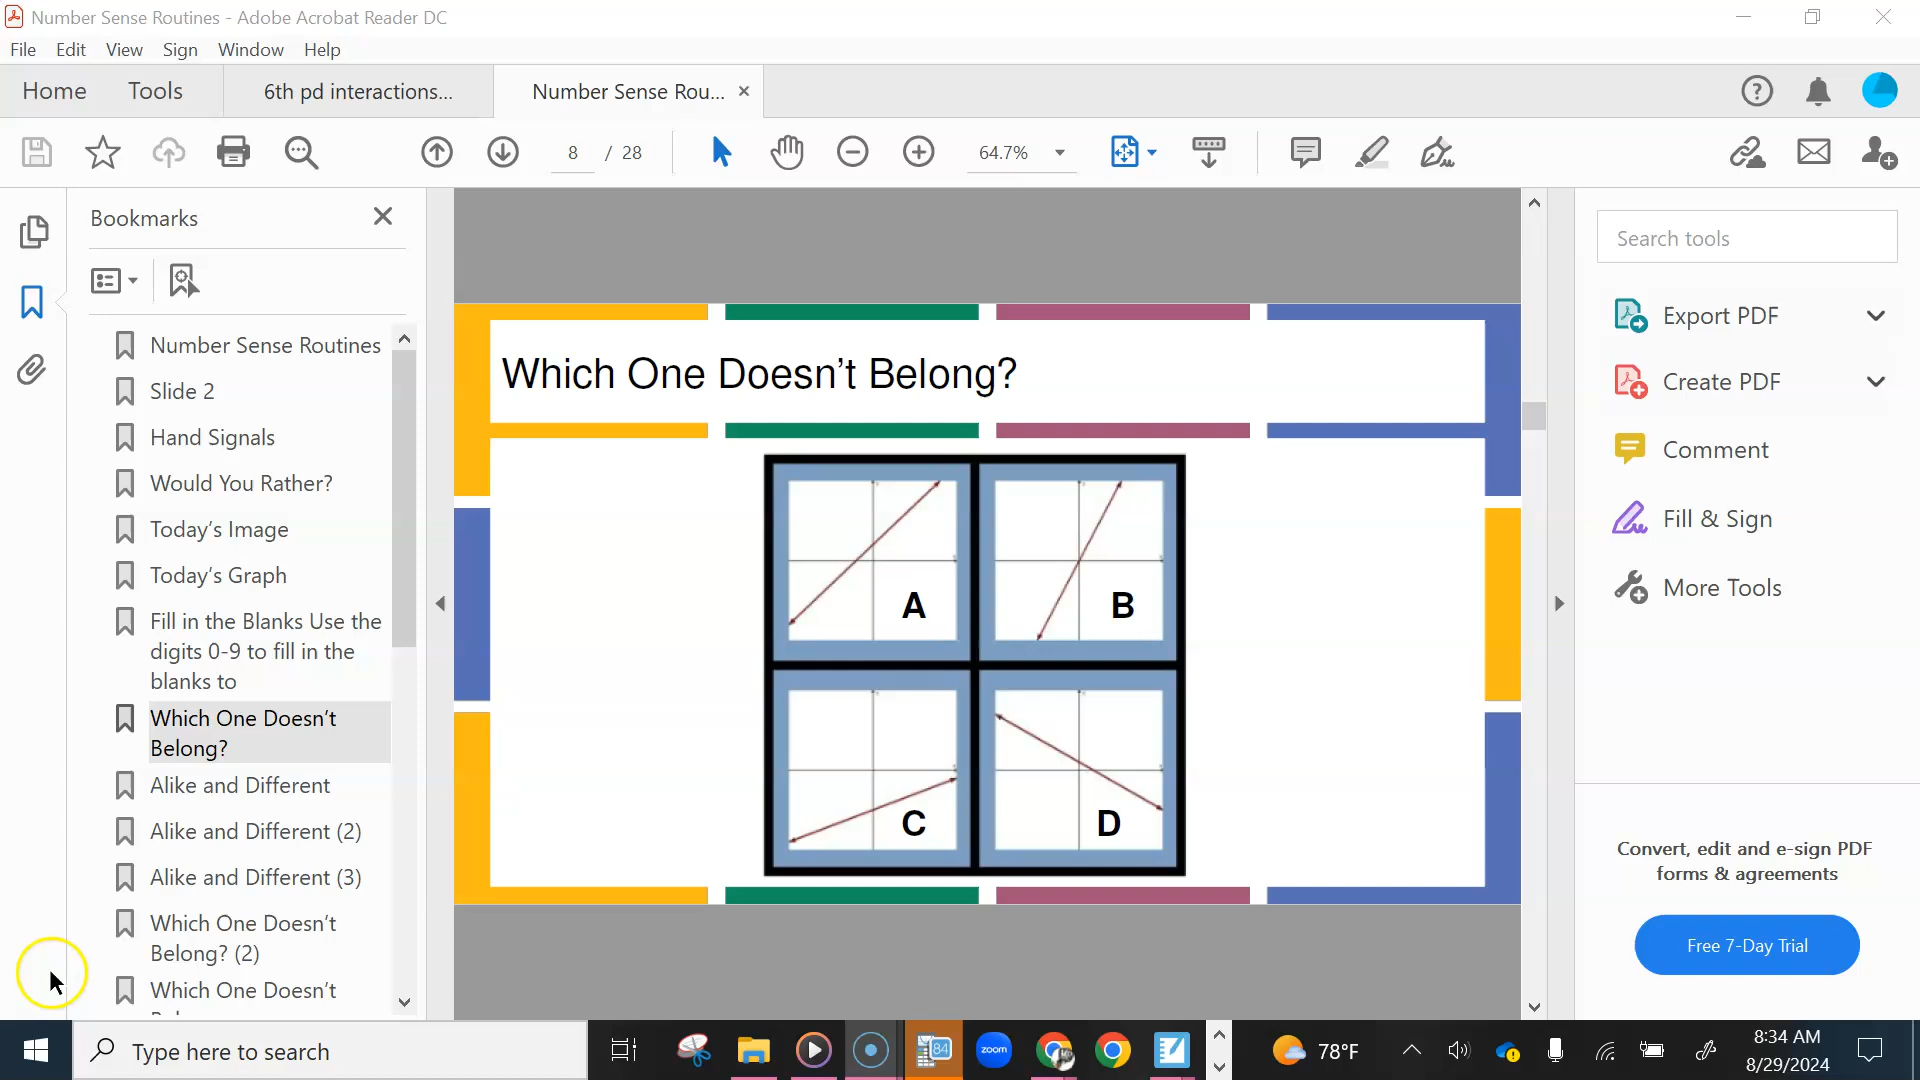 Number Sense Routines - Adobe Acrobat Reader DC
File Edit View Sign Window Help
Home Tools 6th pd interactions... Number Sense Rou...
8 / 28 64.7%
Bookmarks
Number Sense Routines
Slide 2
Hand Signals
Would You Rather?
Today's Image
Today's Graph
Fill in the Blanks Use the
digits 0-9 to fill in the
blanks to
Which One Doesn't
Belong?
Alike and Different
Alike and Different (2)
Alike and Different (3)
Which One Doesn't
Belong? (2)
Which One Doesn't
Which One Doesn't Belong?
A
B
C
D
Search tools
Export PDF
Create PDF
Comment
Fill & Sign
More Tools
Convert, edit and e-sign PDF
forms & agreements
Free 7-Day Trial
Type here to search
84
zoom
78°F
8:34 AM
8/29/2024